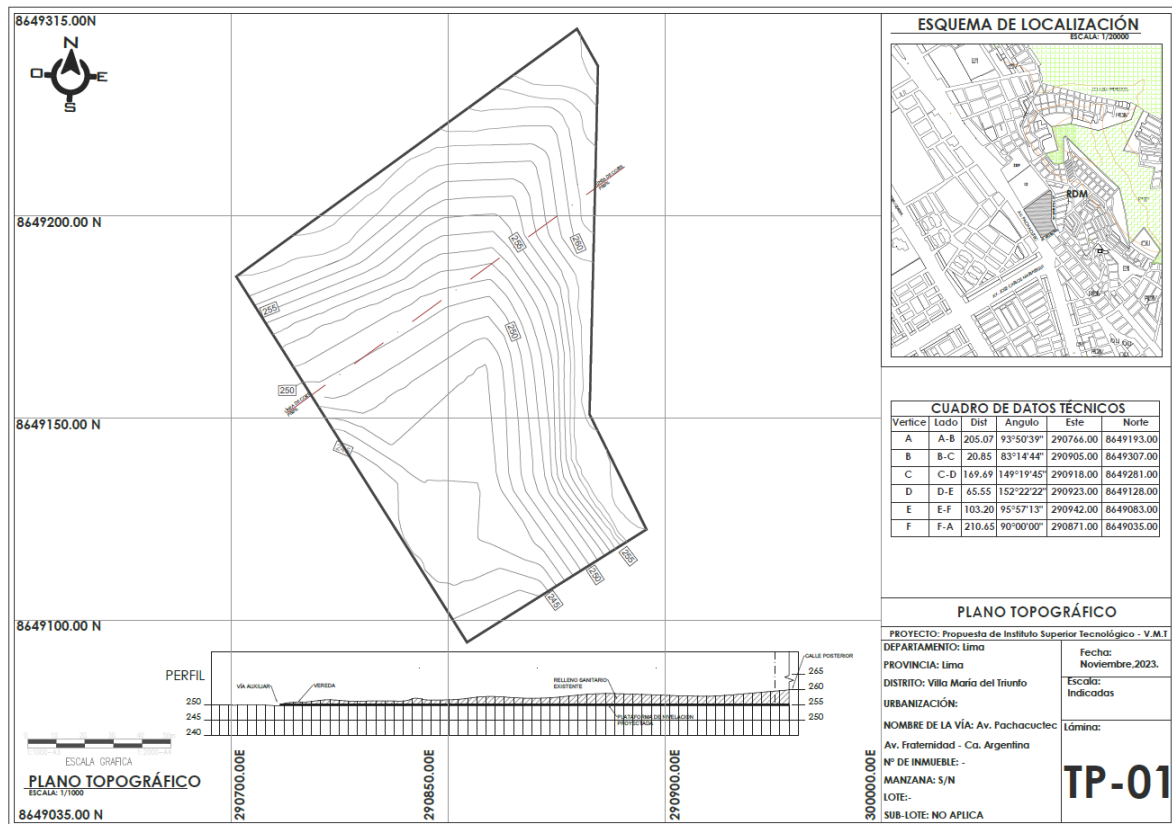 8649315.00N
N
O
E
S
8649200.00 N
8649150.00 N
8649100.00 N
8649035.00 N
255
260
255
250
250
245
250
255
PERFIL
VÍA AUXILIAR
VEREDA
RELLENO SANITARIO
EXISTENTE
PLATAFORMA DE NIVELACIÓN
PROYECTADA
CALLE POSTERIOR
250
245
240
265
260
255
250
ESCALA GRAFICA
PLANO TOPOGRÁFICO
ESCALA: 1/1000
290700.00E
290850.00E
290900.00E
300000.00 E
ESQUEMA DE LOCALIZACIÓN
ESCALA: 1/20000
RDM
AV. JOSE CARLOS MARIATEGUI
CUADRO DE DATOS TÉCNICOS
Vertice Lado Dist Angulo Este Norte
A A-B 205.07 93°50'39" 290766.00 8649193.00
B B-C 20.85 83°14'44" 290905.00 8649307.00
C C-D 169.69 149°19'45" 290918.00 8649281.00
D D-E 65.55 152°22'22" 290923.00 8649128.00
E E-F 103.20 95°57'13" 290942.00 8649083.00
F F-A 210.65 90°00'00" 290871.00 8649035.00
PLANO TOPOGRÁFICO
PROYECTO: Propuesta de Instituto Superior Tecnológico - V.M.T
DEPARTAMENTO: Lima
PROVINCIA: Lima
DISTRITO: Villa María del Triunfo
URBANIZACIÓN:
NOMBRE DE LA VÍA: Av. Pachacuctec
Av. Fraternidad - Ca. Argentina
Nº DE INMUEBLE: -
MANZANA: S/N
LOTE:-
SUB-LOTE: NO APLICA
Fecha:
Noviembre,2023.
Escala:
Indicadas
Lámina:
TP-01